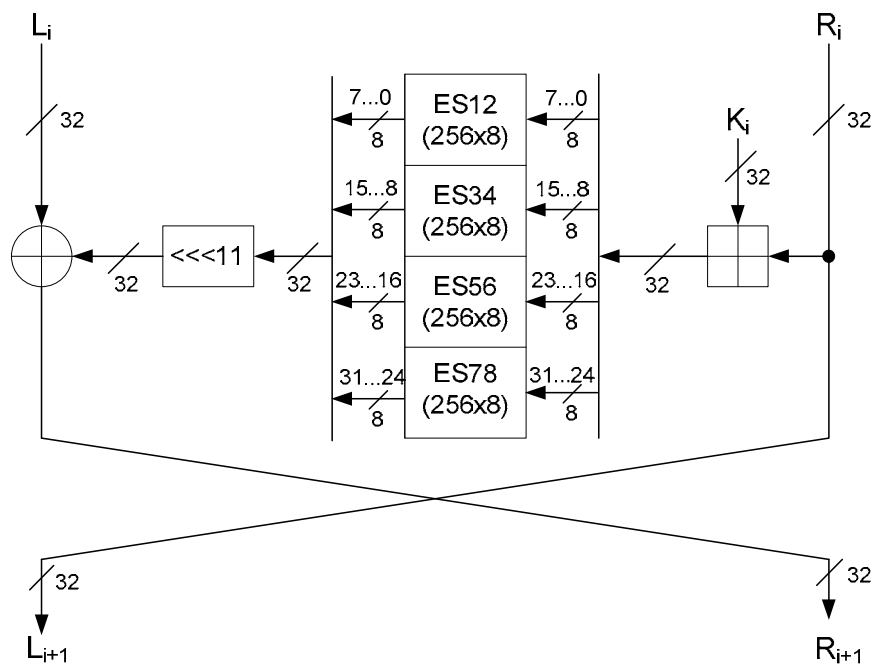 Lᵢ
Rᵢ
32
7...0
8
ES12
(256x8)
7...0
8
Kᵢ
32
32
15...8
8
ES34
(256x8)
15...8
8
32
<<<11
32
23...16
8
ES56
(256x8)
23...16
8
32
31...24
8
ES78
(256x8)
31...24
8
32
32
Lᵢ₊₁
Rᵢ₊₁